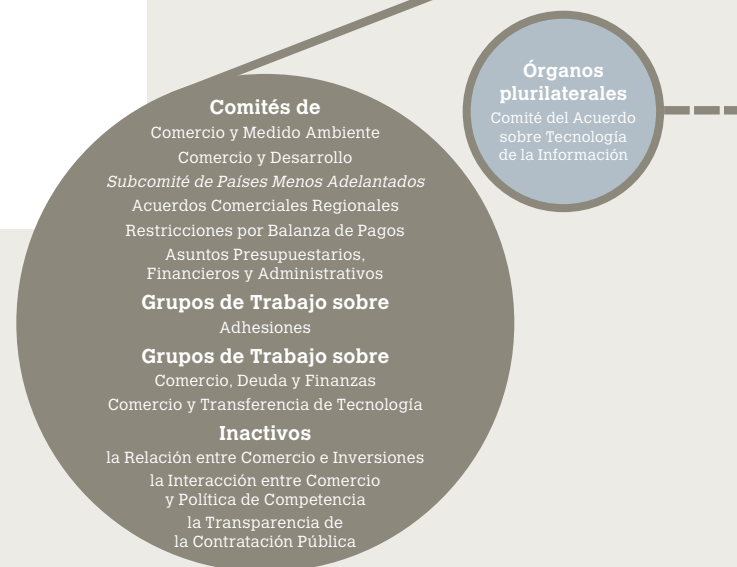 Comités de
Comercio y Medido Ambiente
Comercio y Desarrollo
Subcomité de Países Menos Adelantados
Acuerdos Comerciales Regionales
Restricciones por Balanza de Pagos
Asuntos Presupuestarios,
Financieros y Administrativos
Grupos de Trabajo sobre
Adhesiones
Grupos de Trabajo sobre
Comercio, Deuda y Finanzas
Comercio y Transferencia de Tecnología
Inactivos
la Relación entre Comercio e Inversiones
la Interacción entre Comercio
y Política de Competencia
la Transparencia de
la Contratación Pública
Órganos
plurilaterales
Comité del Acuerdo
sobre Tecnología
de la Información